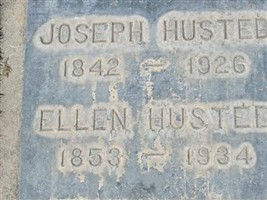 JOSEPH HUSTED
1842 – 1926
ELLEN HUSTED
1853 – 1934